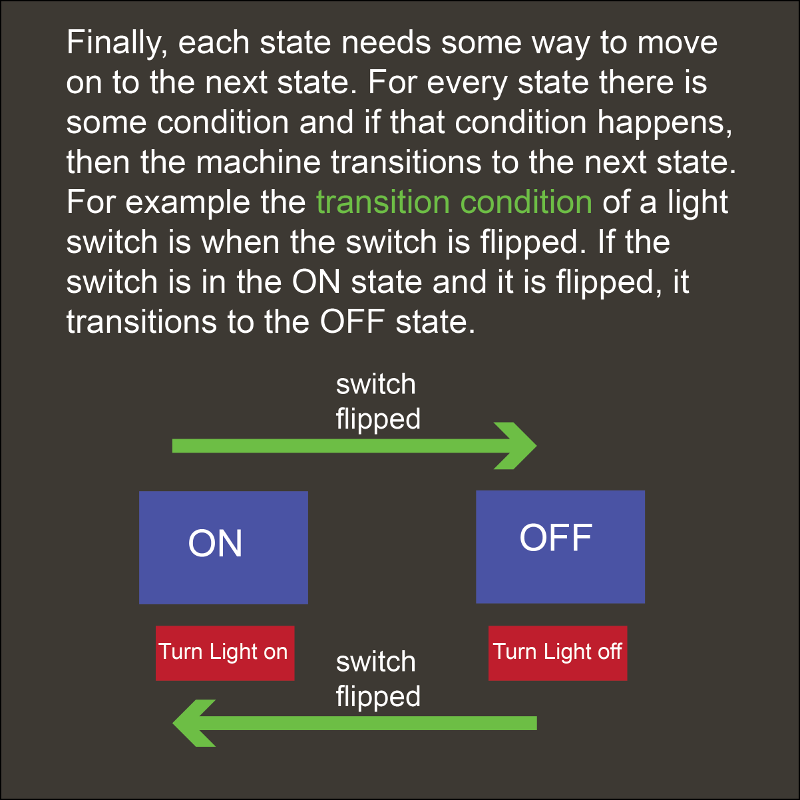 Finally, each state needs some way to move
on to the next state. For every state there is
some condition and if that condition happens,
then the machine transitions to the next state.
For example the transition condition of a light
switch is when the switch is flipped. If the
switch is in the ON state and it is flipped, it
transitions to the OFF state.
switch
flipped
ON
OFF
Turn Light on
Turn Light off
switch
flipped